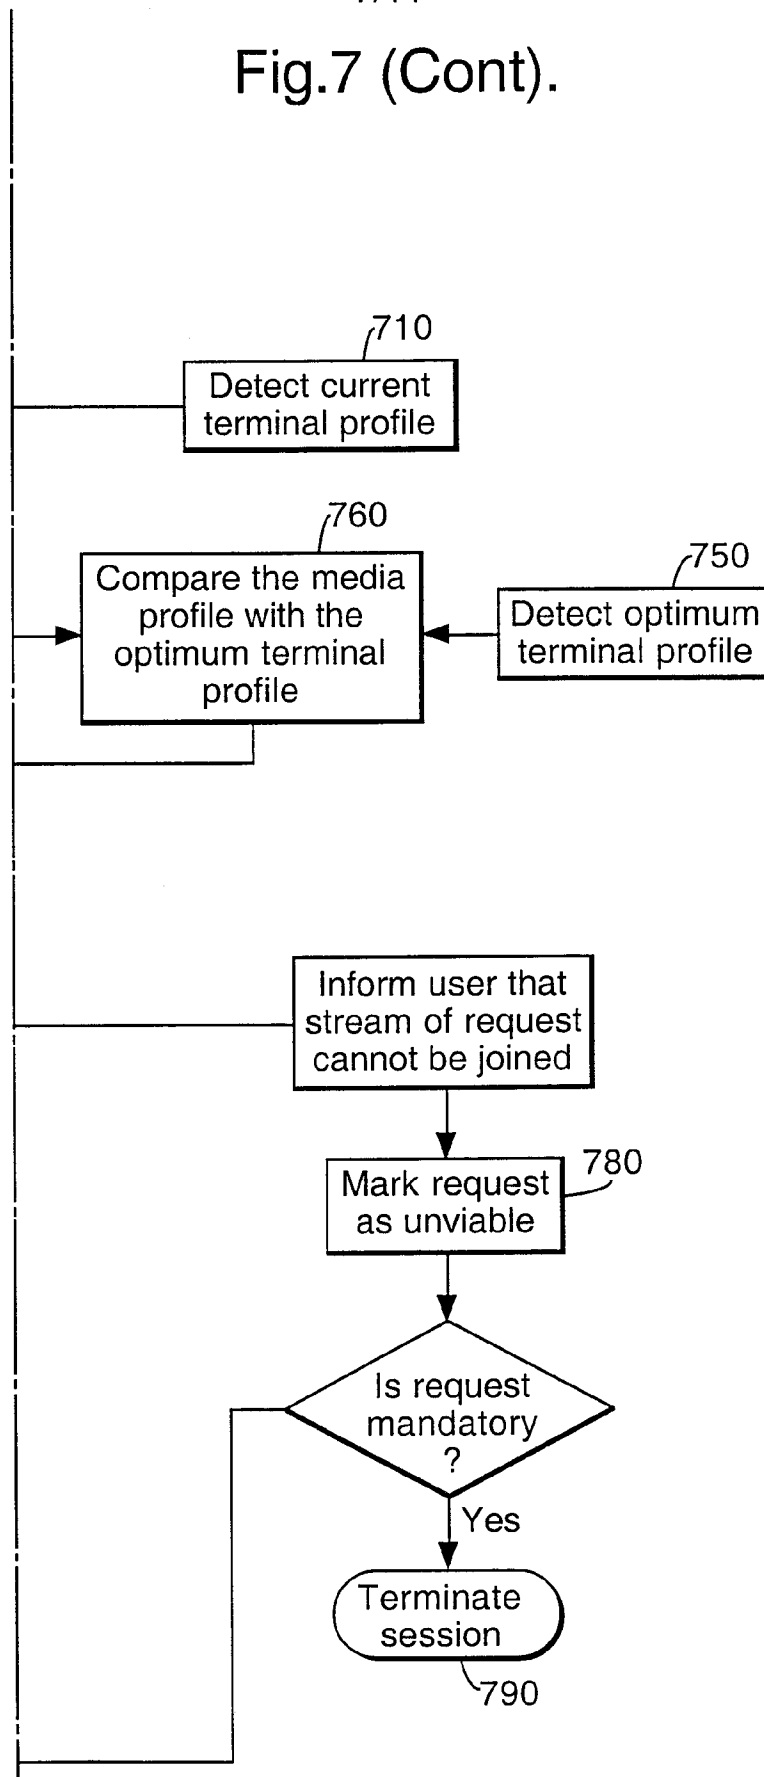 Fig.7 (Cont).
710
Detect current
terminal profile
760
Compare the media
profile with the
optimum terminal
profile
750
Detect optimum
terminal profile
Inform user that
stream of request
cannot be joined
Mark request
as unviable
780
Is request
mandatory
?
Yes
Terminate
session
790